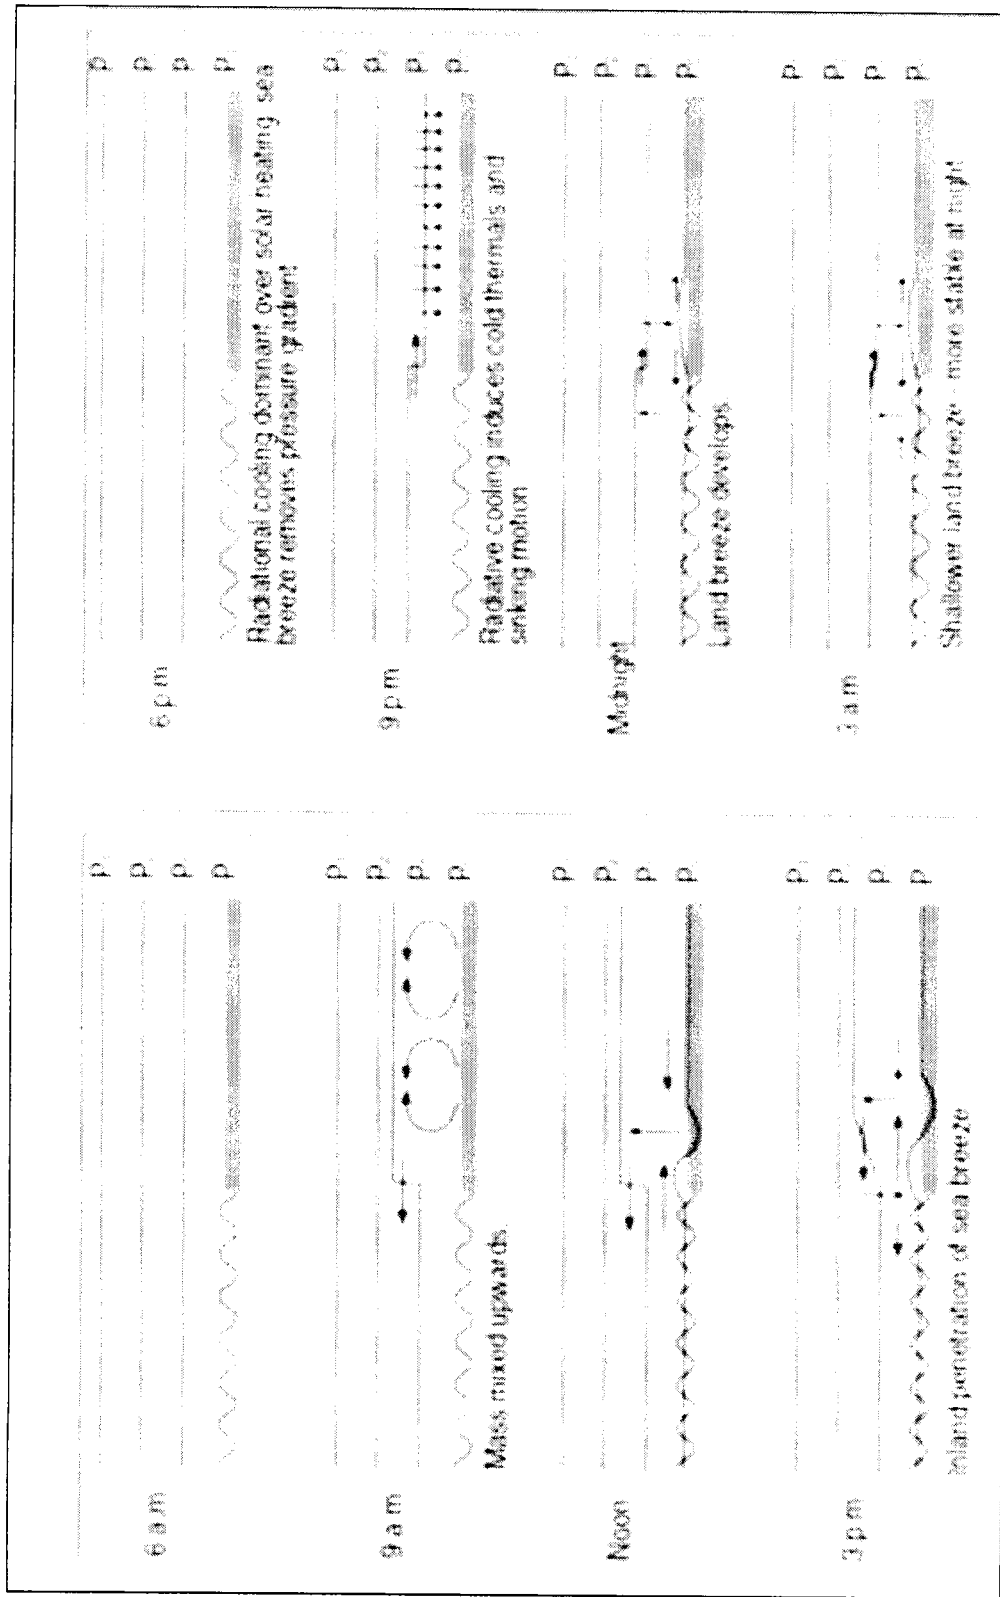 6 a m
p
p
p
p
9 a m
p
p
p
p
Mass mixed upwards
Noon
p
p
p
p
3 p m
p
p
p
p
Inland penetration of sea breeze
6 p m
p
p
p
p
Radiational cooling dominant over solar heating sea
breeze removes pressure gradient
9 p m
p
p
p
p
Radiative cooling induces cold thermals and
sinking motion
Midnight
p
p
p
p
Land breeze develops
3 a m
p
p
p
p
Shallower land breeze - more stable at night